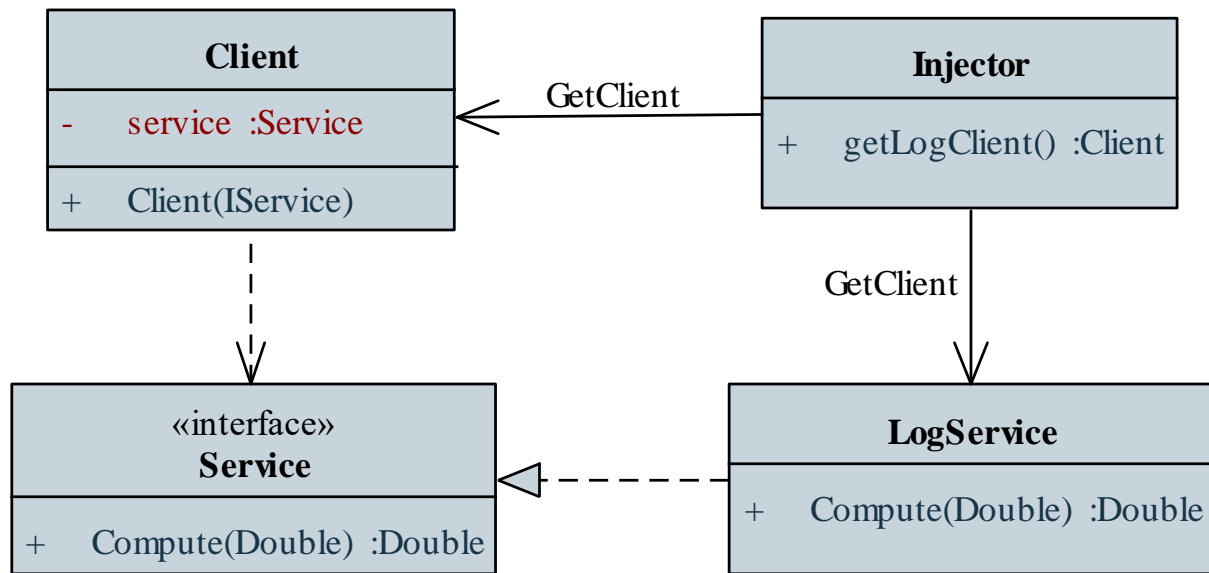 Client
- service :Service
+ Client(IService)
GetClient
Injector
+ getLogClient() :Client
GetClient
«interface»
Service
+ Compute(Double) :Double
LogService
+ Compute(Double) :Double